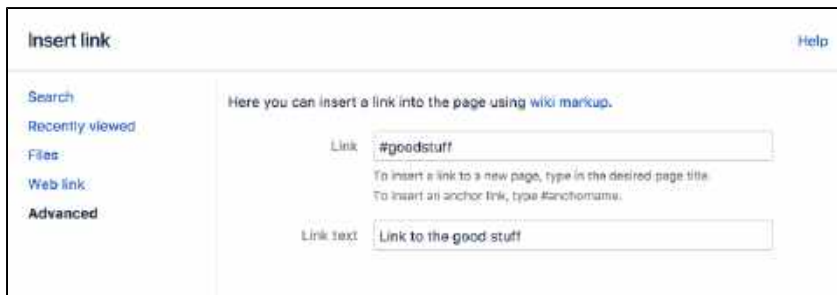 Insert link
Help
Search
Recently viewed
Files
Web link
Advanced
Here you can insert a link into the page using wiki markup.
Link
#goodstuff
To insert a link to a new page, type in the desired page title.
To insert an anchor link, type #anchorname.
Link text
Link to the good stuff